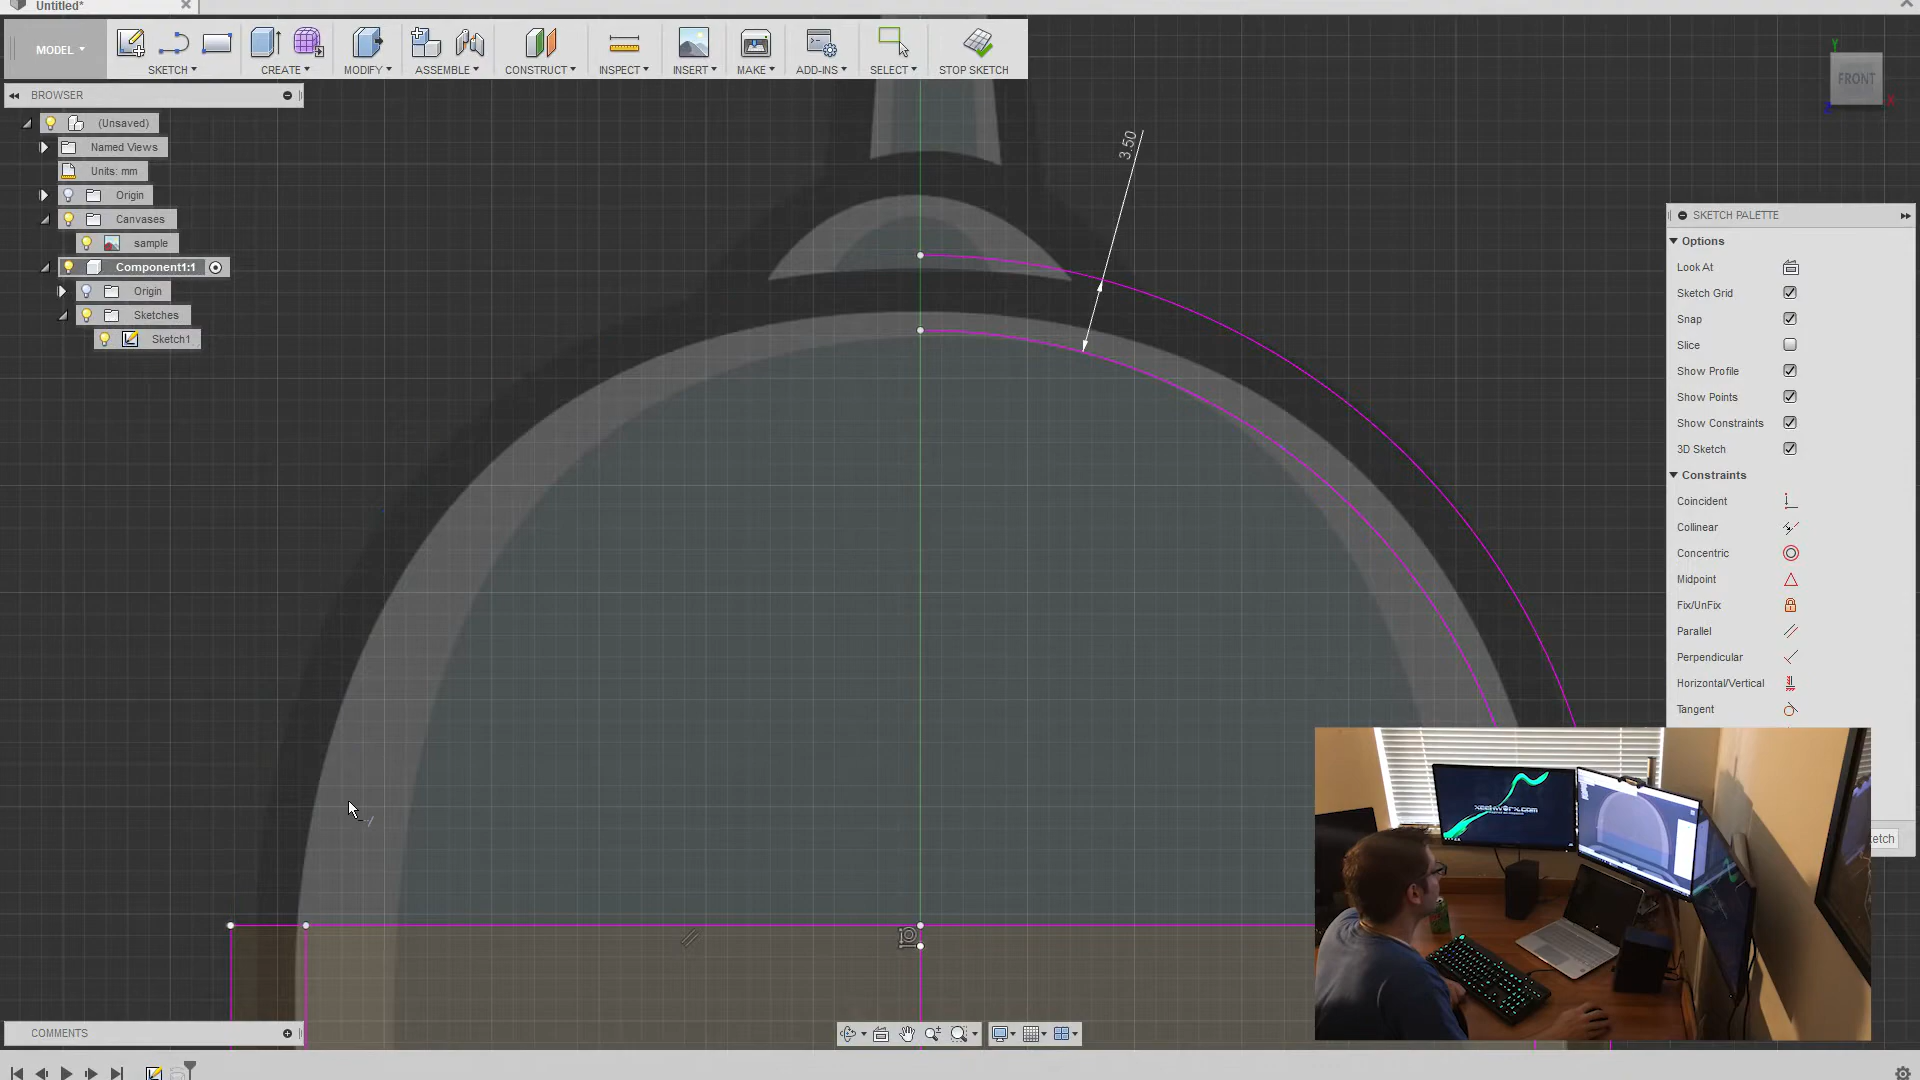 Untitled*
MODEL
SKETCH
CREATE
MODIFY
ASSEMBLE
CONSTRUCT
INSPECT
INSERT
MAKE
ADD-INS
SELECT
STOP SKETCH
FRONT
Y
X
Z
BROWSER
(Unsaved)
Named Views
Units: mm
Origin
Canvases
sample
Component1:1
Origin
Sketches
Sketch1
3.50
SKETCH PALETTE
Options
Look At
Sketch Grid
Snap
Slice
Show Profile
Show Points
Show Constraints
3D Sketch
Constraints
Coincident
Collinear
Concentric
Midpoint
Fix/UnFix
Parallel
Perpendicular
Horizontal/Vertical
Tangent
etch
COMMENTS